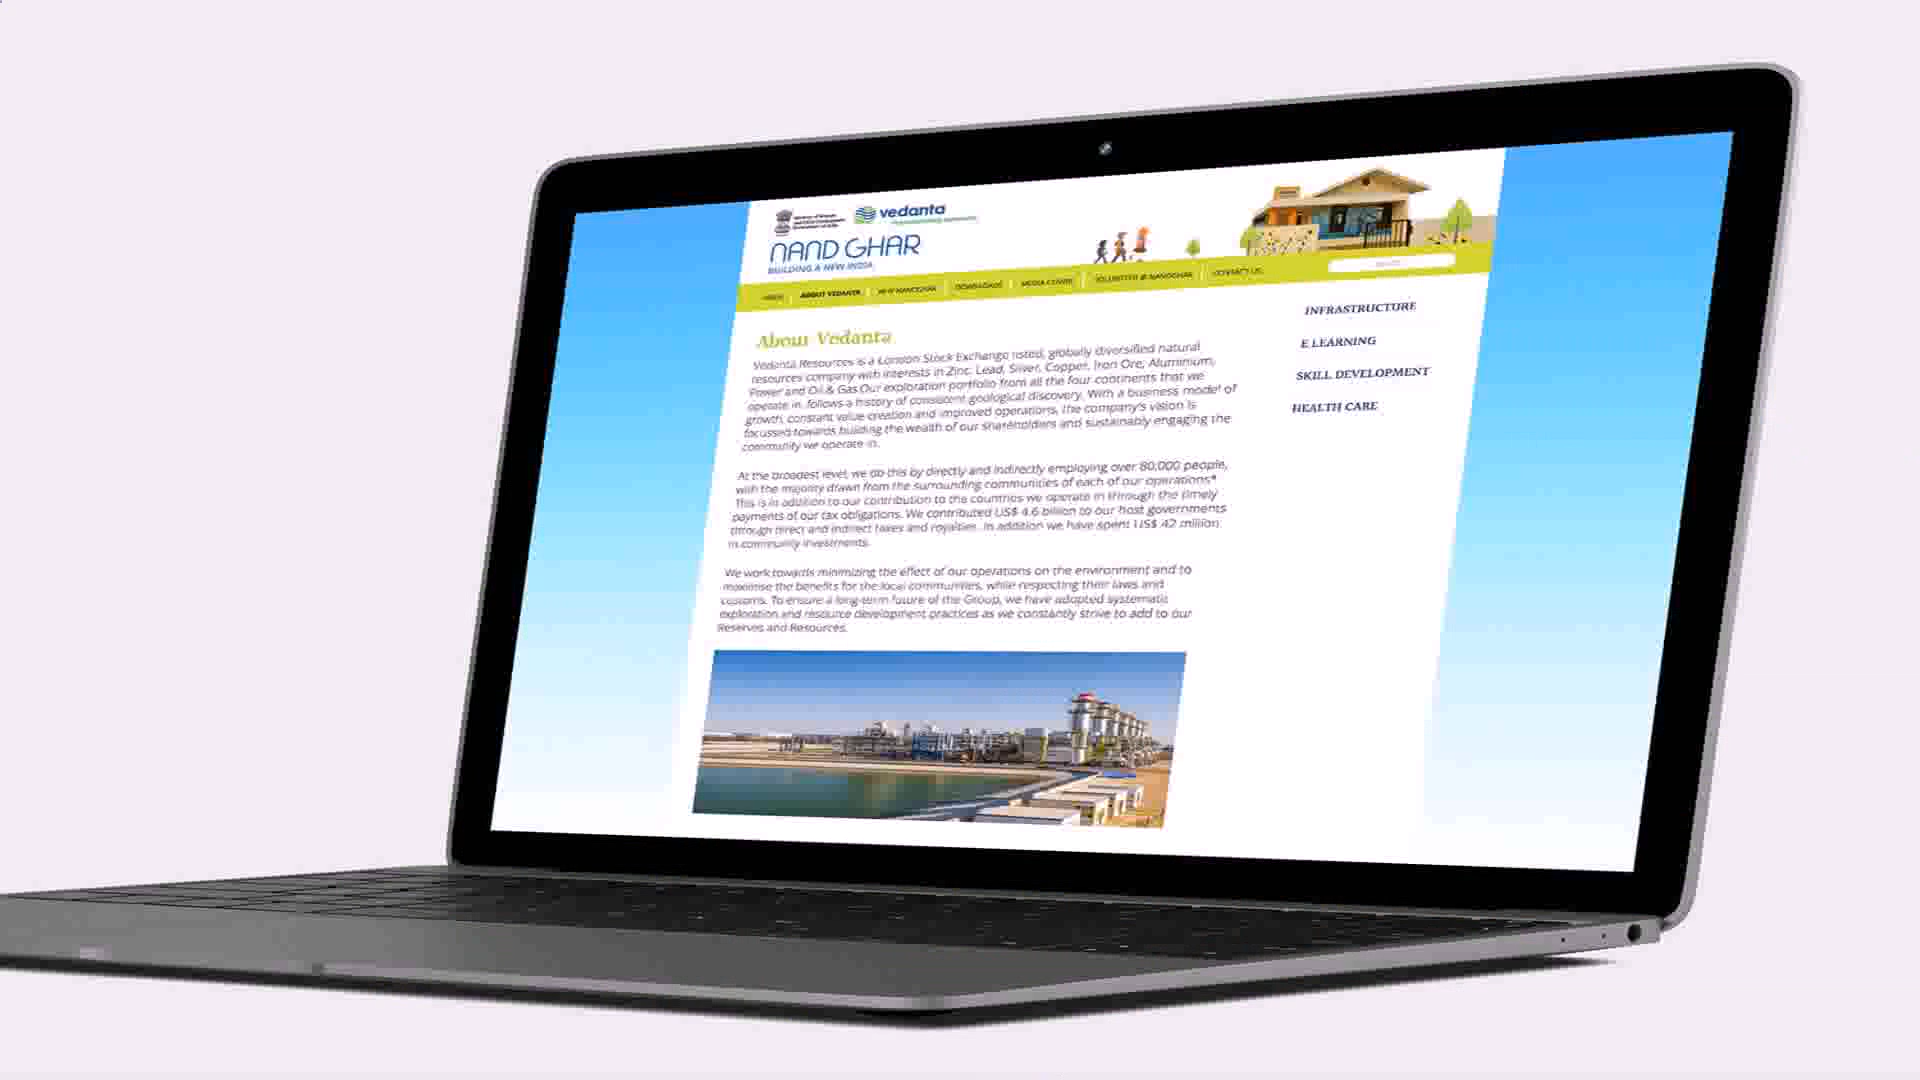 vedanta
NAND GHAR
BUILDING A NEW INDIA
ABOUT VEDANTA
WHY NANDGHAR
DOWNLOADS
MEDIA CENTRE
VOLUNTEER @ NANDGHAR
CONTACT US
About Vedanta
Vedanta Resources is a London Stock Exchange listed, globally diversified natural
resources company with interests in Zinc, Lead, Silver, Copper, Iron Ore, Aluminium,
Power and Oil & Gas.Our exploration portfolio from all the four continents that we
operate in, follows a history of consistent geological discovery. With a business model of
growth, constant value creation and improved operations, the company's vision is
focussed towards building the wealth of our shareholders and sustainably engaging the
community we operate in.
At the broadest level, we do this by directly and indirectly employing over 80,000 people,
with the majority drawn from the surrounding communities of each of our operations*
This is in addition to our contribution to the countries we operate in through the timely
payments of our tax obligations. We contributed US$ 4.6 billion to our host governments
through direct and indirect taxes and royalties. In addition we have spent US$ 42 million
in community investments.
We work towards minimizing the effect of our operations on the environment and to
maximise the benefits for the local communities, while respecting their laws and
customs. To ensure a long-term future of the Group, we have adopted systematic
exploration and resource development practices as we constantly strive to add to our
Reserves and Resources.
INFRASTRUCTURE
E LEARNING
SKILL DEVELOPMENT
HEALTH CARE